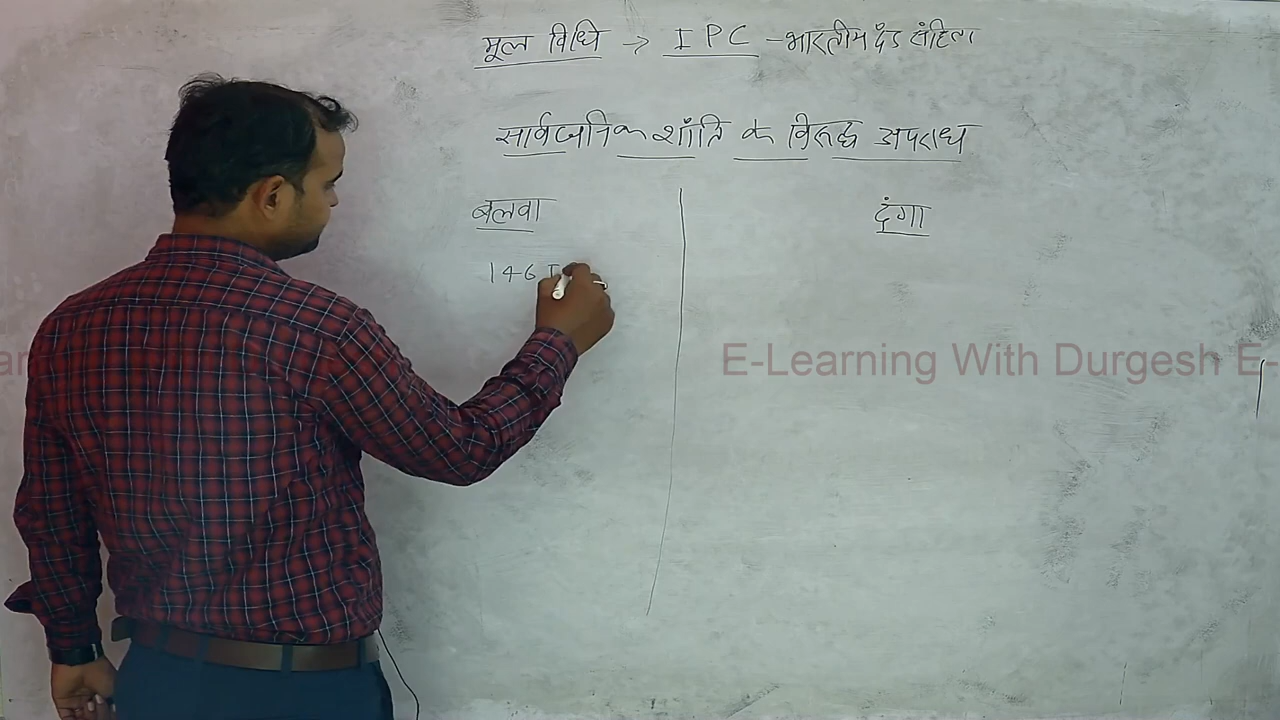 मूल विधि → IPC - भारतीय दंड संहिता
सार्वजनिक शांति के विरूद्ध अपराध
बलवा
दंगा
146 I
E-Learning With Durgesh E-